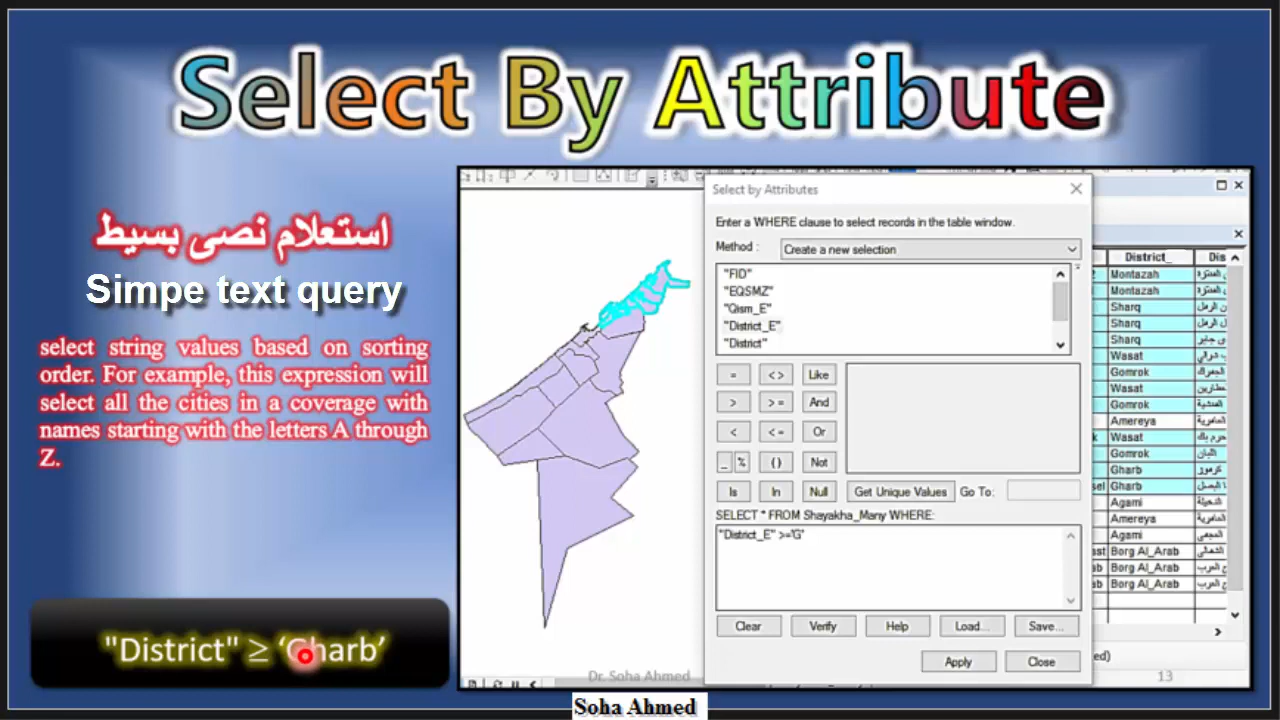 Select By Attribute
استعلام نصى بسيط
Simpe text query
select string values based on sorting
order. For example, this expression will
select all the cities in a coverage with
names starting with the letters A through
Z.
"District" ≥ ‘Gharb’
Select by Attributes
Enter a WHERE clause to select records in the table window.
Method :
Create a new selection
"FID"
"EQSMZ"
"Qism_E"
"District_E"
"District"
= <> Like
> >= And
< <= Or
_ % () Not
Is In Null Get Unique Values Go To:
SELECT * FROM Shayakha_Many WHERE:
"District_E" >='G'
Clear Verify Help Load... Save...
Apply Close
District_
Montazah
Montazah
Sharq
Sharq
Sharq
Wasat
Gomrok
Wasat
Gomrok
Amereya
Wasat
Gomrok
Gharb
Gharb
Agami
Amereya
Agami
Borg Al_Arab
Borg Al_Arab
Borg Al_Arab
Dr. Soha Ahmed
13
Soha Ahmed